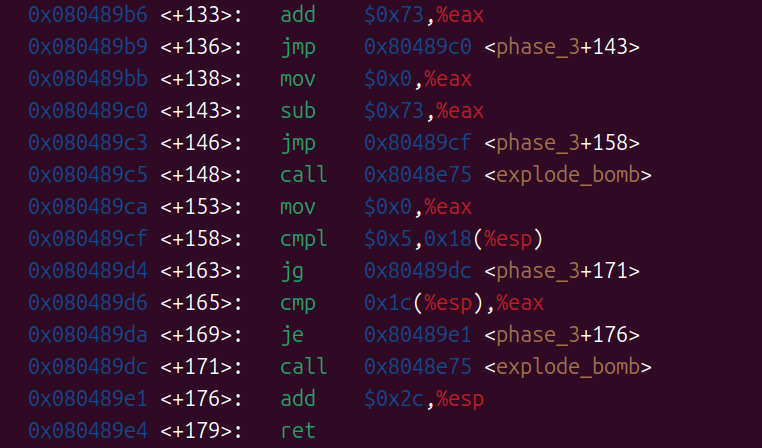 0x080489b6 <+133>: add $0x73,%eax
0x080489b9 <+136>: jmp 0x80489c0 <phase_3+143>
0x080489bb <+138>: mov $0x0,%eax
0x080489c0 <+143>: sub $0x73,%eax
0x080489c3 <+146>: jmp 0x80489cf <phase_3+158>
0x080489c5 <+148>: call 0x8048e75 <explode_bomb>
0x080489ca <+153>: mov $0x0,%eax
0x080489cf <+158>: cmpl $0x5,0x18(%esp)
0x080489d4 <+163>: jg 0x80489dc <phase_3+171>
0x080489d6 <+165>: cmp 0x1c(%esp),%eax
0x080489da <+169>: je 0x80489e1 <phase_3+176>
0x080489dc <+171>: call 0x8048e75 <explode_bomb>
0x080489e1 <+176>: add $0x2c,%esp
0x080489e4 <+179>: ret